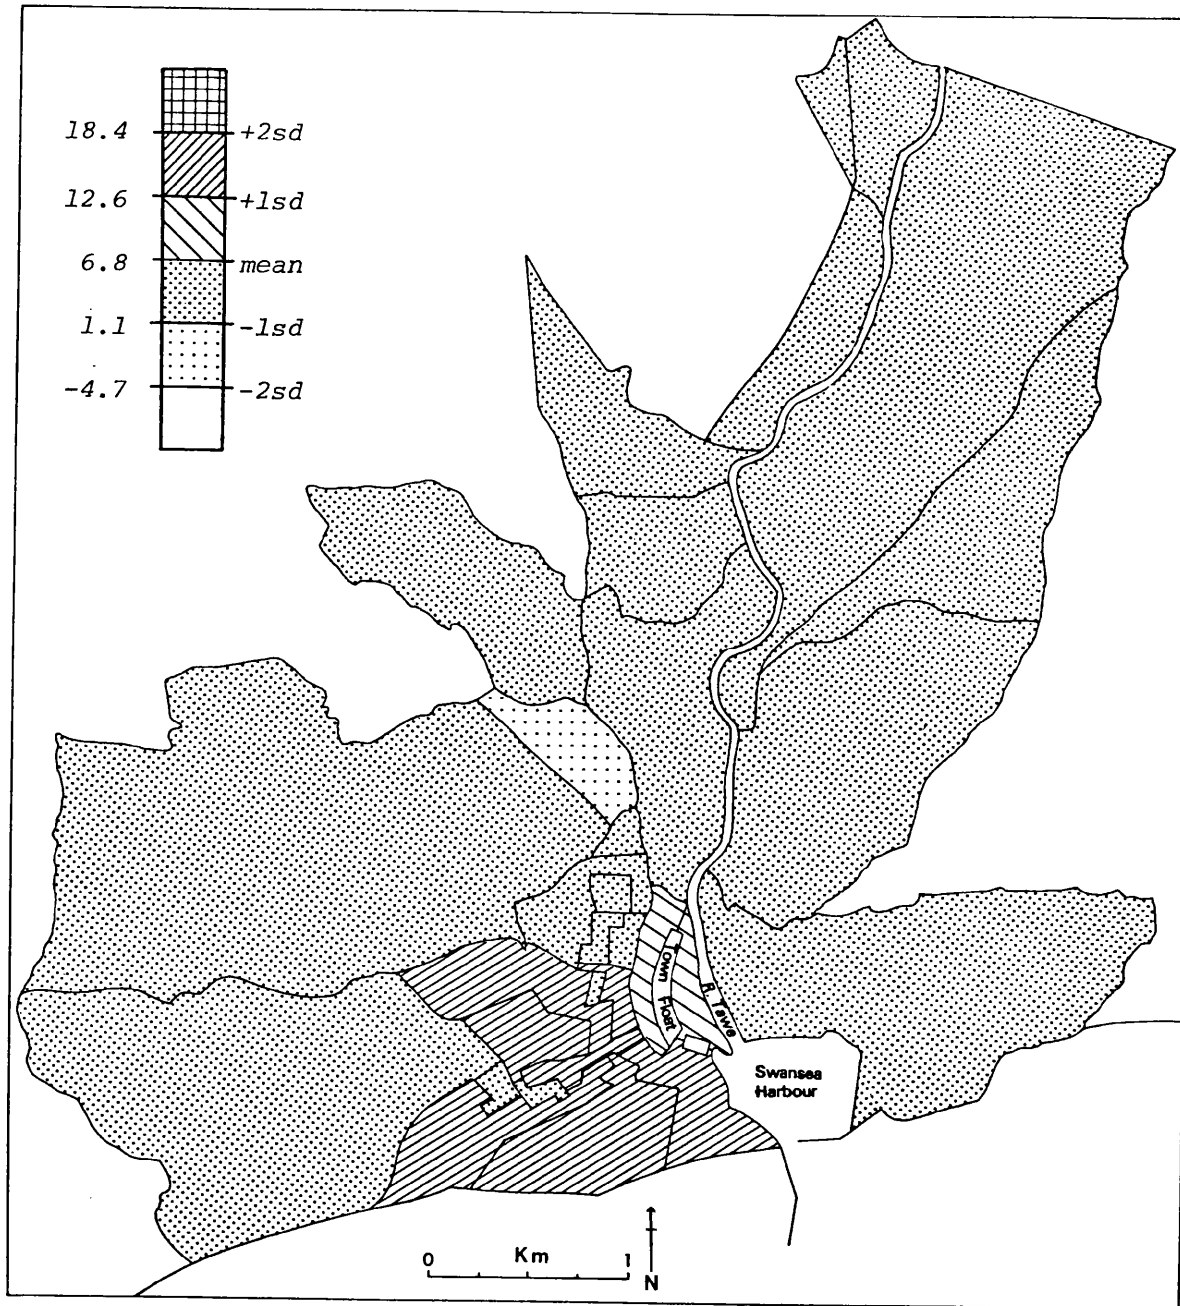 18.4 +2sd
12.6 +1sd
6.8 mean
1.1 -1sd
-4.7 -2sd
Town Float
R. Tawe
Swansea
Harbour
0 Km 1
N